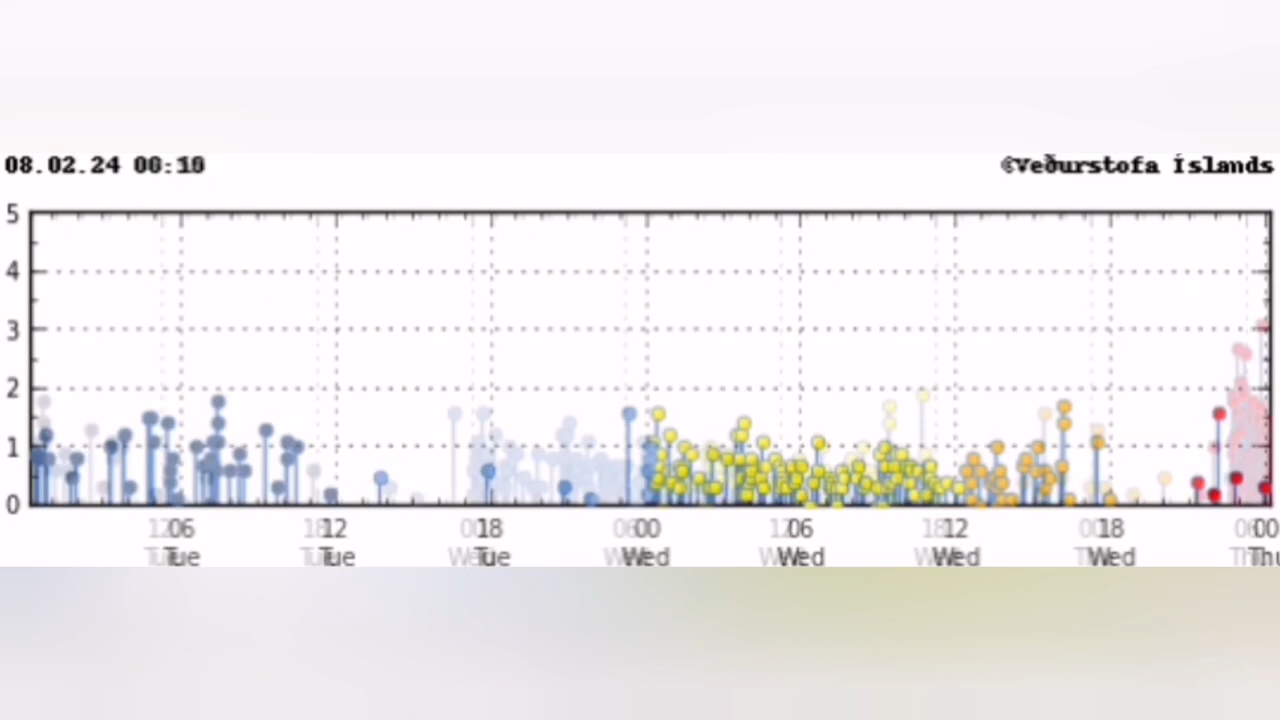 08.02.24 00:10
©Veðurstofa Íslands
5
4
3
2
1
0
06 12 18 00 06 12 18 00
Tue Tue Tue Wed Wed Wed Wed Thu